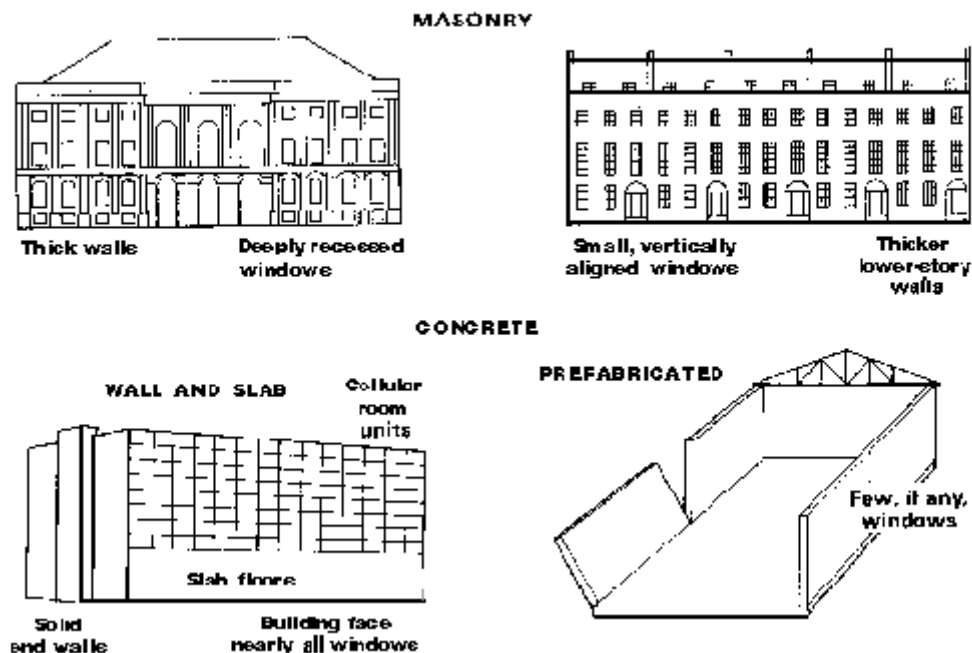 MASONRY
Thick walls
Deeply recessed
windows
Small, vertically
aligned windows
Thicker
lower-story
walls
CONCRETE
WALL AND SLAB
Cellular
room
units
PREFABRICATED
Few, if any,
windows
Slab floors
Solid
end walls
Building face
nearly all windows